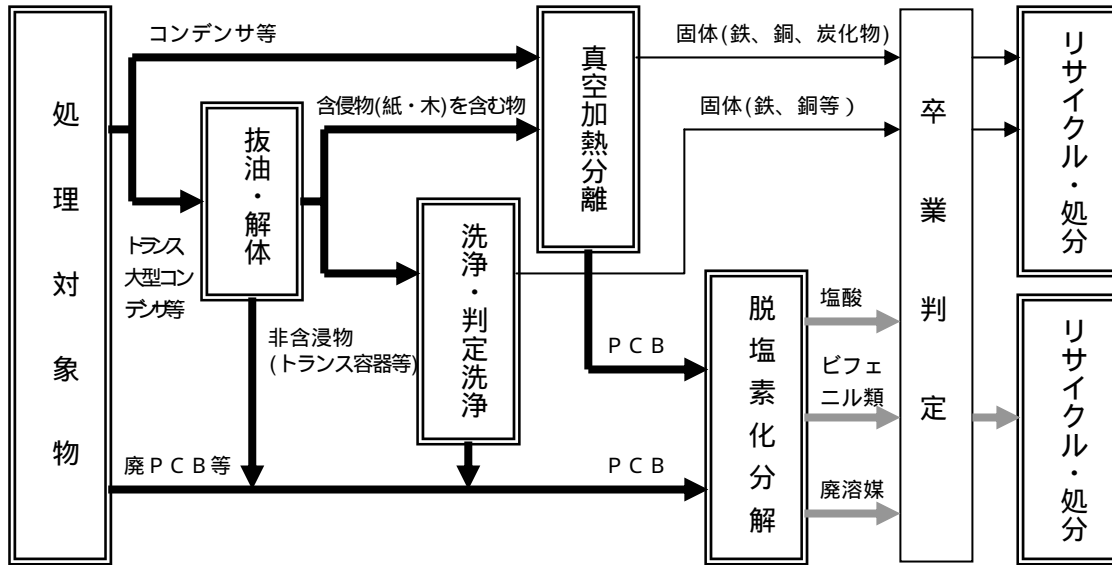 処理対象物
コンデンサ等
トランス
大型コン
デンサ等
抜油・解体
含侵物(紙・木)を含む物
非含浸物
(トランス容器等)
廃ＰＣＢ等
洗浄・判定洗浄
真空加熱分離
ＰＣＢ
ＰＣＢ
固体(鉄、銅、炭化物)
固体(鉄、銅等）
脱塩素化分解
塩酸
ビフェ
ニル類
廃溶媒
卒業判定
リサイクル・処分
リサイクル・処分